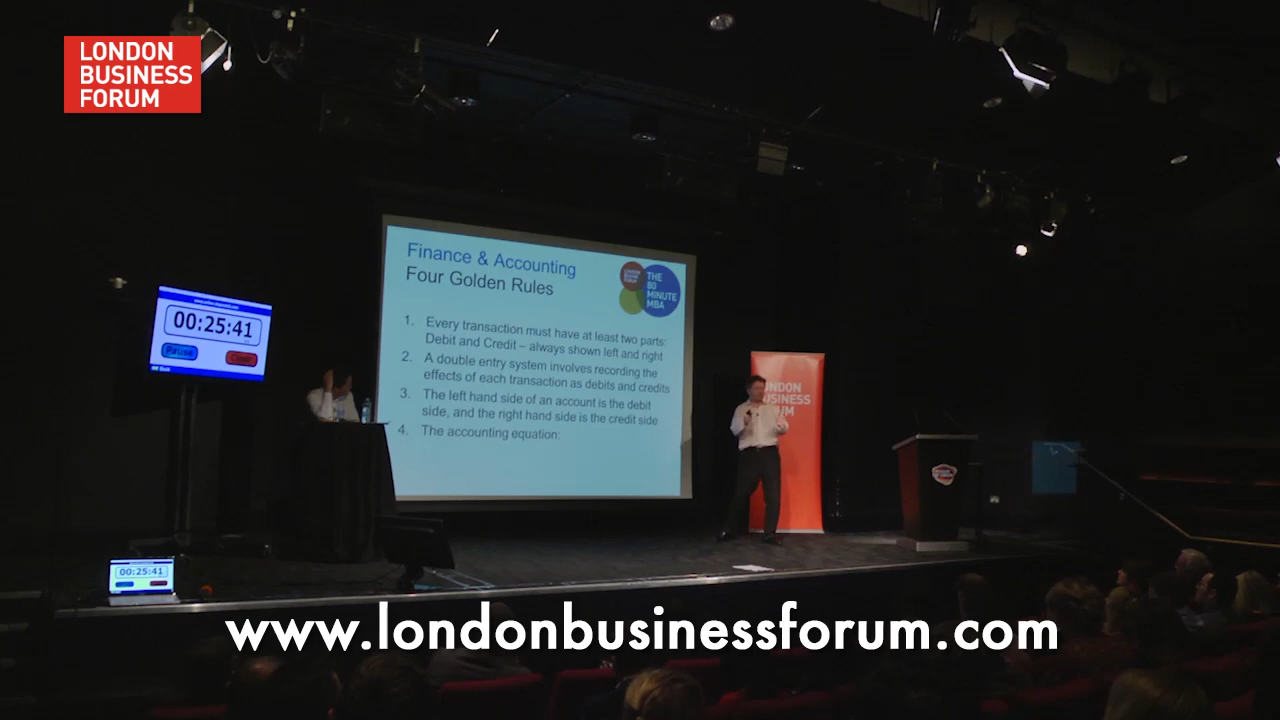 LONDON
BUSINESS
FORUM
Finance & Accounting
Four Golden Rules
THE
80
MINUTE
MBA
1. Every transaction must have at least two parts:
Debit and Credit – always shown left and right
2. A double entry system involves recording the
effects of each transaction as debits and credits
3. The left hand side of an account is the debit
side, and the right hand side is the credit side
4. The accounting equation:
00:25:41
Pause
LONDON
BUSINESS
FORUM
00:25:41
www.londonbusinessforum.com